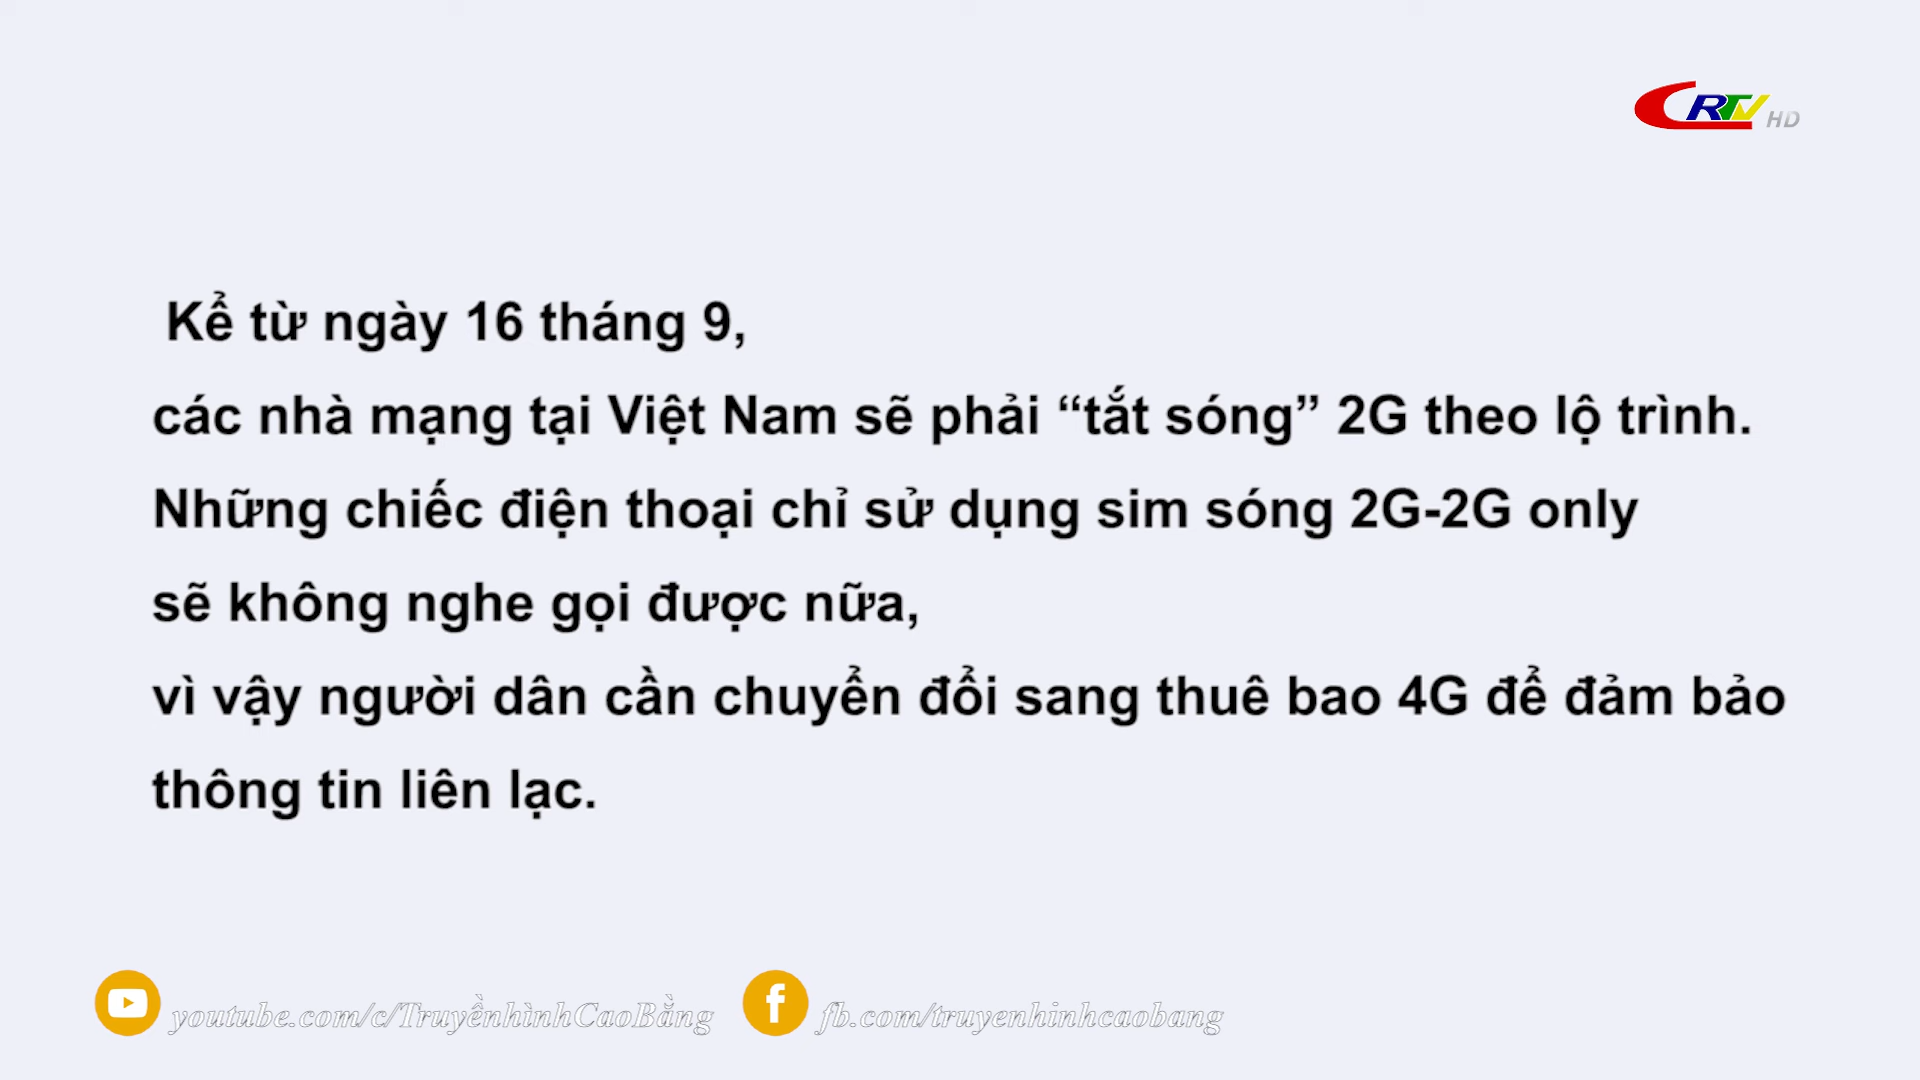 CRTV HD
Kể từ ngày 16 tháng 9,
các nhà mạng tại Việt Nam sẽ phải “tắt sóng” 2G theo lộ trình.
Những chiếc điện thoại chỉ sử dụng sim sóng 2G-2G only
sẽ không nghe gọi được nữa,
vì vậy người dân cần chuyển đổi sang thuê bao 4G để đảm bảo
thông tin liên lạc.
youtube.com/c/TruyềnhìnhCaoBằng fb.com/truyenhinhcaobang